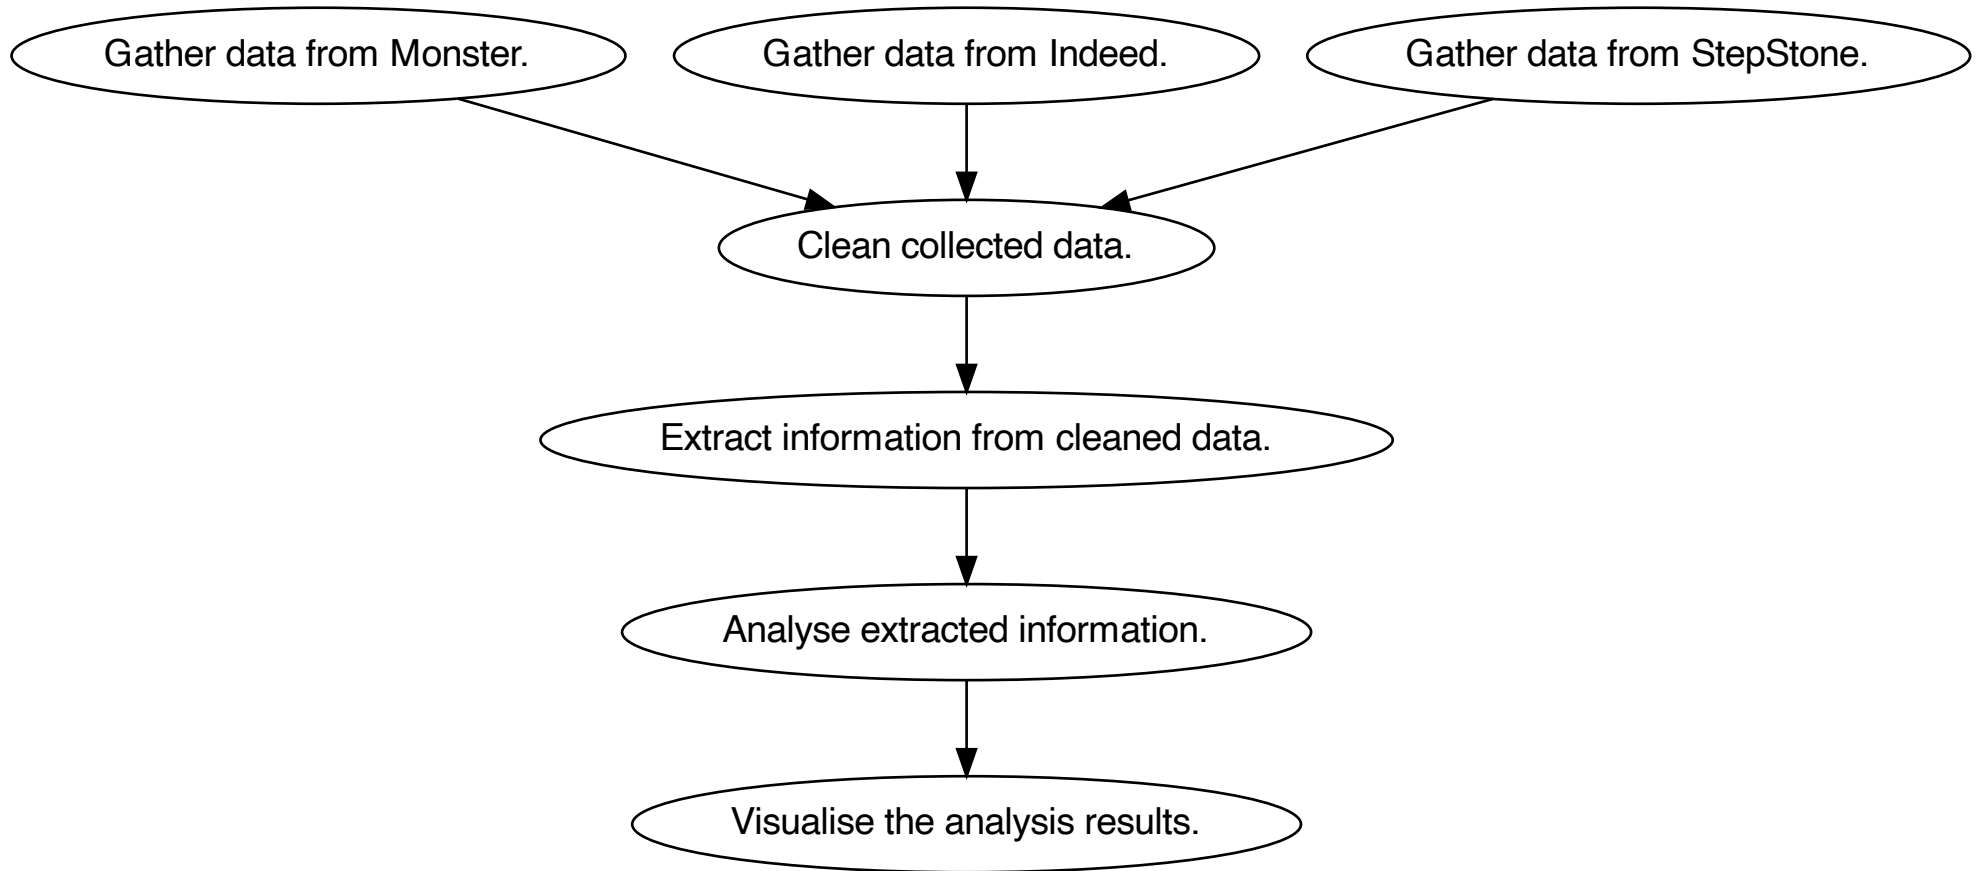 Gather data from Monster.
Gather data from Indeed.
Gather data from StepStone.
Clean collected data.
Extract information from cleaned data.
Analyse extracted information.
Visualise the analysis results.